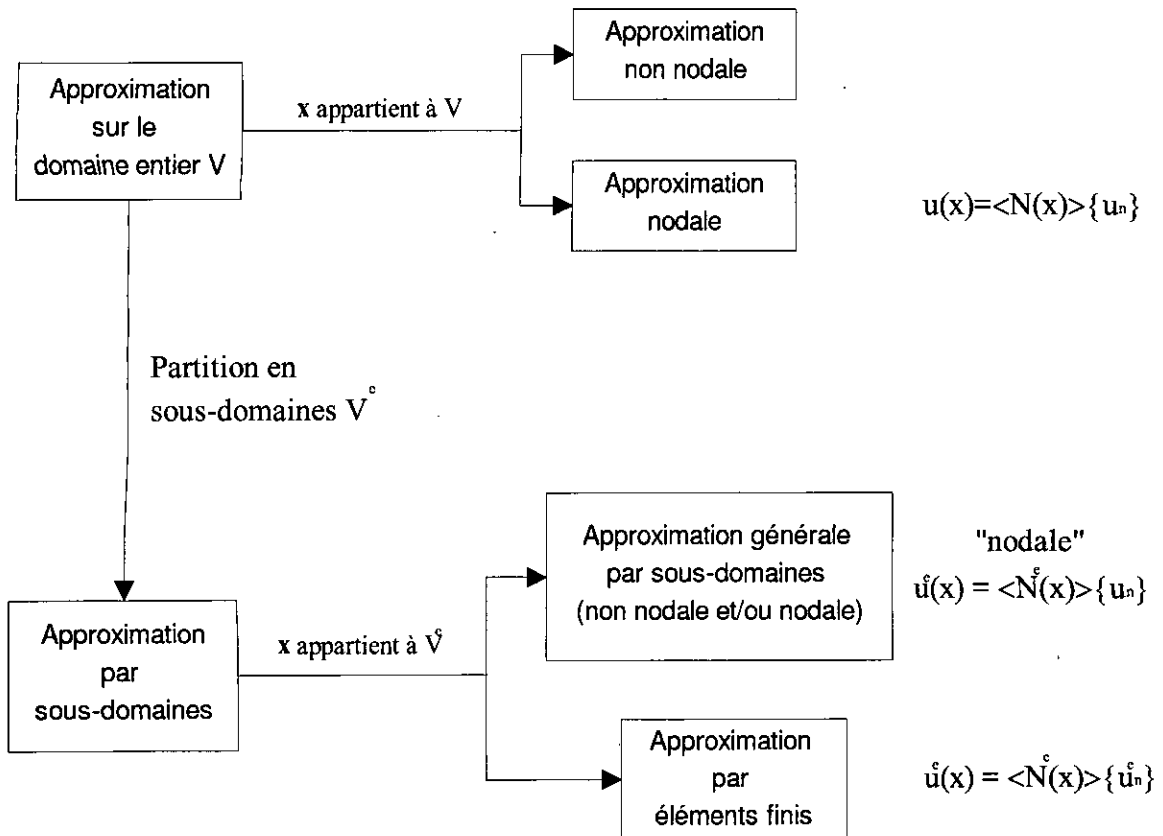 Approximation
non nodale
Approximation
sur le
domaine entier V
x appartient à V
Approximation
nodale
u(x)=<N(x)>{uₙ}
Partition en
sous-domaines Vᵉ
Approximation générale
par sous-domaines
(non nodale et/ou nodale)
"nodale"
uᵉ(x) = <Nᵉ(x)>{uₙ}
Approximation
par
sous-domaines
x appartient à Vᵉ
Approximation
par
éléments finis
uᵉ(x) = <Nᵉ(x)>{uᵉₙ}